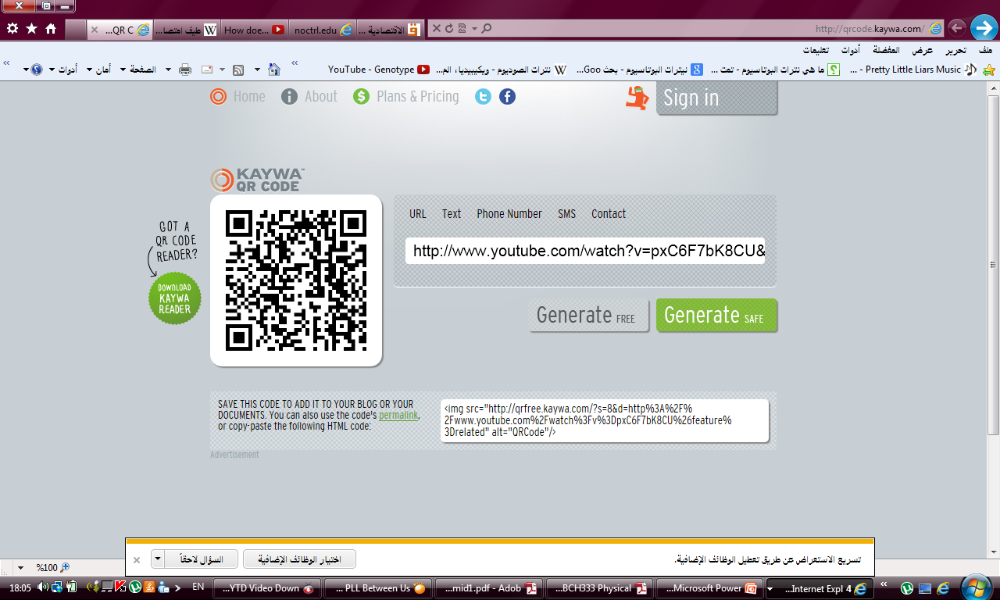 ...QR C
طيف امتصا...
How doe...
noctrl.edu
الاقتصادية ...
http://qrcode.kaywa.com/
ملف تحرير عرض المفضلة أدوات تعليمات
Pretty Little Liars Music - ...
ما هي نترات البوتاسيوم - تمت ...
نيترات البوتاسيوم - بحث Goo...
نترات الصوديوم - ويكيبيديا، الم...
YouTube - Genotype
الصفحة أمان أدوات
Home About Plans & Pricing
Sign in
KAYWA™
QR CODE
GOT A
QR CODE
READER?
DOWNLOAD
KAYWA
READER
URL Text Phone Number SMS Contact
http://www.youtube.com/watch?v=pxC6F7bK8CU&
Generate FREE
Generate SAFE
SAVE THIS CODE TO ADD IT TO YOUR BLOG OR YOUR
DOCUMENTS. You can also use the code's permalink,
or copy-paste the following HTML code:
<img src="http://qrfree.kaywa.com/?s=8&d=http%3A%2F%
2Fwww.youtube.com%2Fwatch%3Fv%3DpxC6F7bK8CU%26feature%
3Drelated" alt="QRCode"/>
Advertisement
تسريع الاستعراض عن طريق تعطيل الوظائف الإضافية.
اختيار الوظائف الإضافية
السؤال لاحقاً
%100
18:05
EN
...YTD Video Down
...PLL Between Us
...mid1.pdf - Adob
...BCH333 Physical
...Microsoft Power
...Internet Expl 4